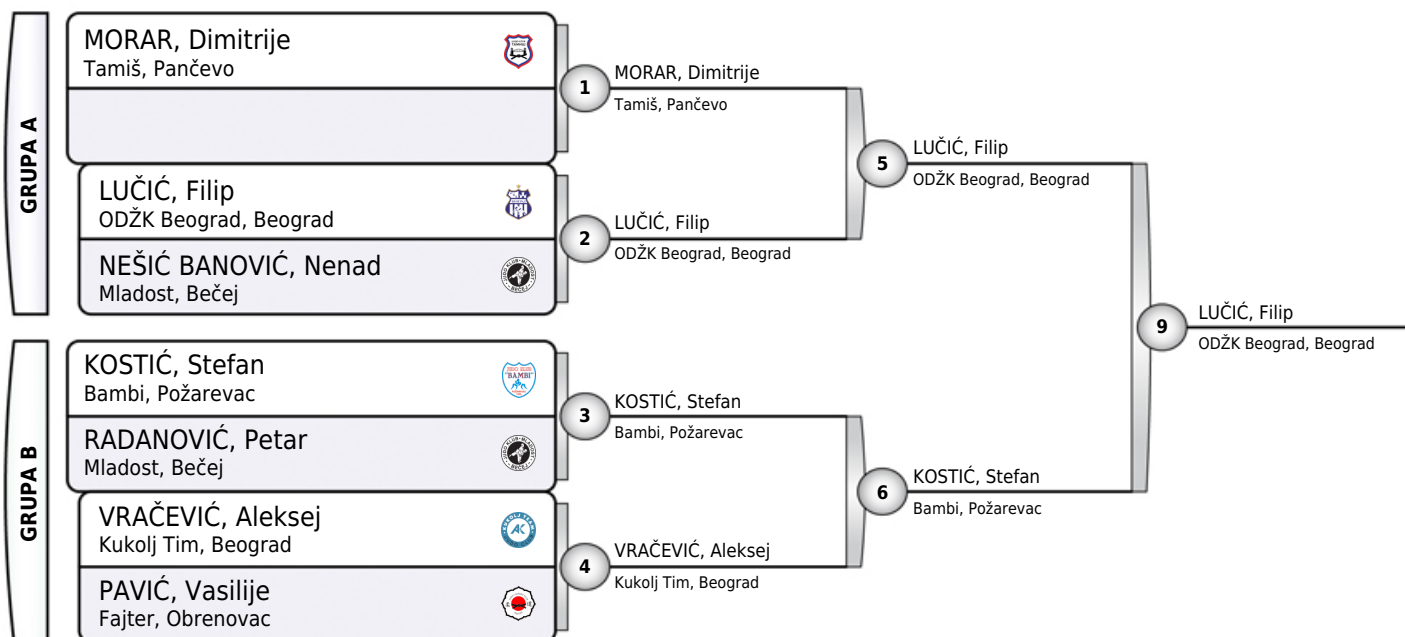 GRUPA A
MORAR, Dimitrije
Tamiš, Pančevo
LUČIĆ, Filip
ODŽK Beograd, Beograd
NEŠIĆ BANOVIĆ, Nenad
Mladost, Bečej
GRUPA B
KOSTIĆ, Stefan
Bambi, Požarevac
RADANOVIĆ, Petar
Mladost, Bečej
VRAČEVIĆ, Aleksej
Kukolj Tim, Beograd
PAVIĆ, Vasilije
Fajter, Obrenovac
1
MORAR, Dimitrije
Tamiš, Pančevo
2
LUČIĆ, Filip
ODŽK Beograd, Beograd
3
KOSTIĆ, Stefan
Bambi, Požarevac
4
VRAČEVIĆ, Aleksej
Kukolj Tim, Beograd
5
LUČIĆ, Filip
ODŽK Beograd, Beograd
6
KOSTIĆ, Stefan
Bambi, Požarevac
9
LUČIĆ, Filip
ODŽK Beograd, Beograd